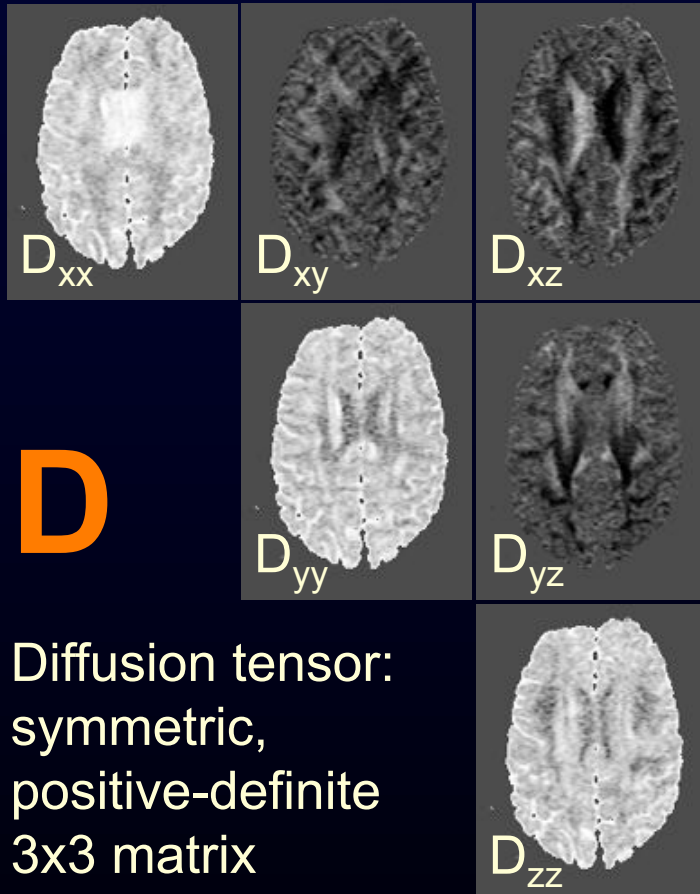 Dxx
Dxy
Dxz
D
Dyy
Dyz
Diffusion tensor:
symmetric,
positive-definite
3x3 matrix
Dzz